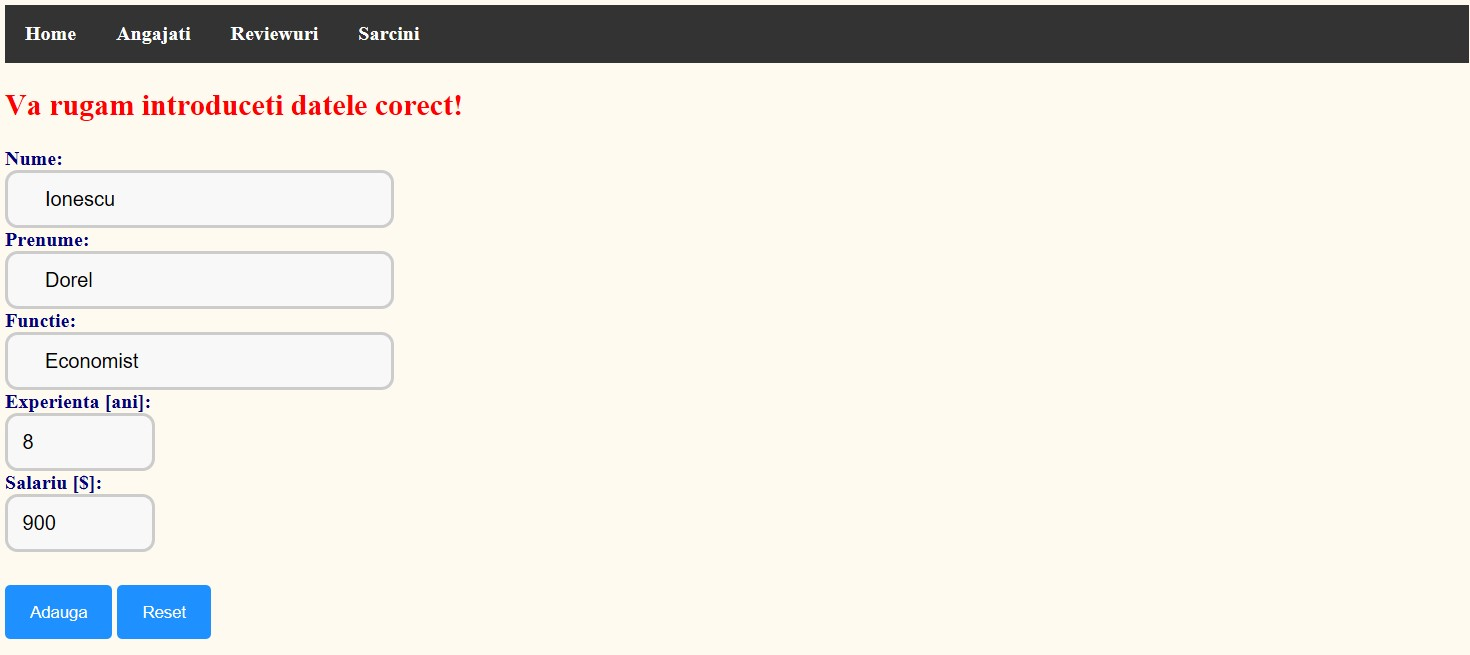 Home Angajati Reviewuri Sarcini
Va rugam introduceti datele corect!
Nume:
Ionescu
Prenume:
Dorel
Functie:
Economist
Experienta [ani]:
8
Salariu [$]:
900
Adauga Reset